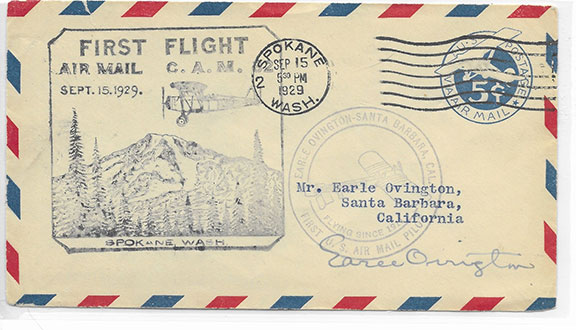 FIRST FLIGHT
AIR MAIL C. A. M.
SEPT. 15. 1929.
SPOKANE, WASH.
SPOKANE
2
SEP 15
5 30 PM
1929
WASH.
U·S·POSTAGE
5¢
AIR MAIL
EARLE OVINGTON-SANTA BARBARA, CAL.
FLYING SINCE
FIRST U. S. AIR MAIL PILOT
Mr. Earle Ovington,
Santa Barbara,
California
Earle Ovington